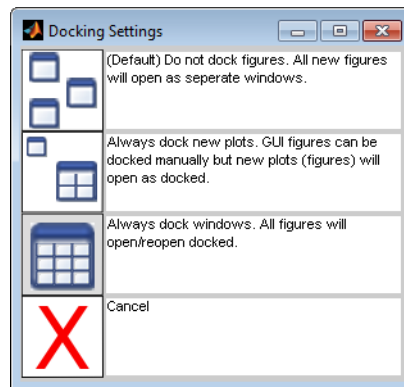 Docking Settings
(Default) Do not dock figures. All new figures
will open as seperate windows.
Always dock new plots. GUI figures can be
docked manually but new plots (figures) will
open as docked.
Always dock windows. All figures will
open/reopen docked.
Cancel